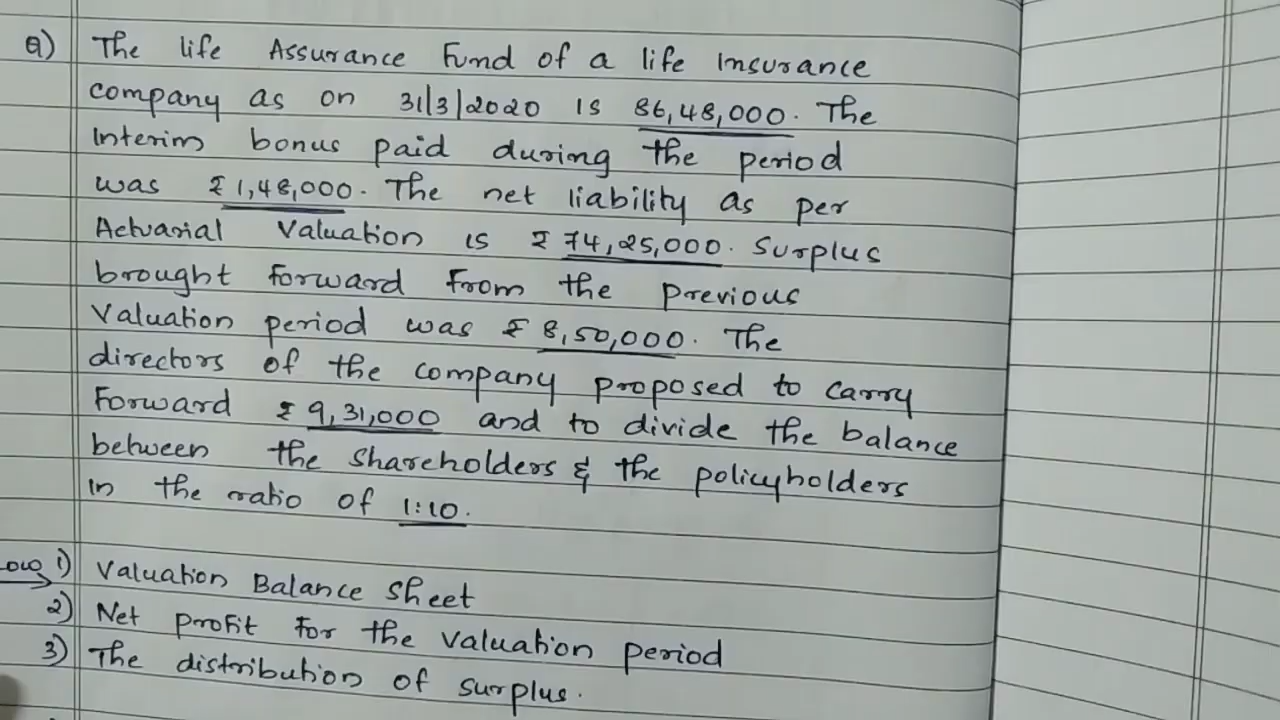 Q) The life Assurance Fund of a life Insurance
company as on 31/3/2020 is 86,48,000. The
Interim bonus paid during the period
was ₹ 1,48,000. The net liability as per
Actuarial Valuation is ₹ 74,25,000. Surplus
brought forward from the previous
Valuation period was ₹ 8,50,000. The
directors of the company proposed to carry
Forward ₹ 9,31,000 and to divide the balance
between the shareholders & the policyholders
in the ratio of 1:10.
1) Valuation Balance Sheet
2) Net profit for the valuation period
3) The distribution of surplus.